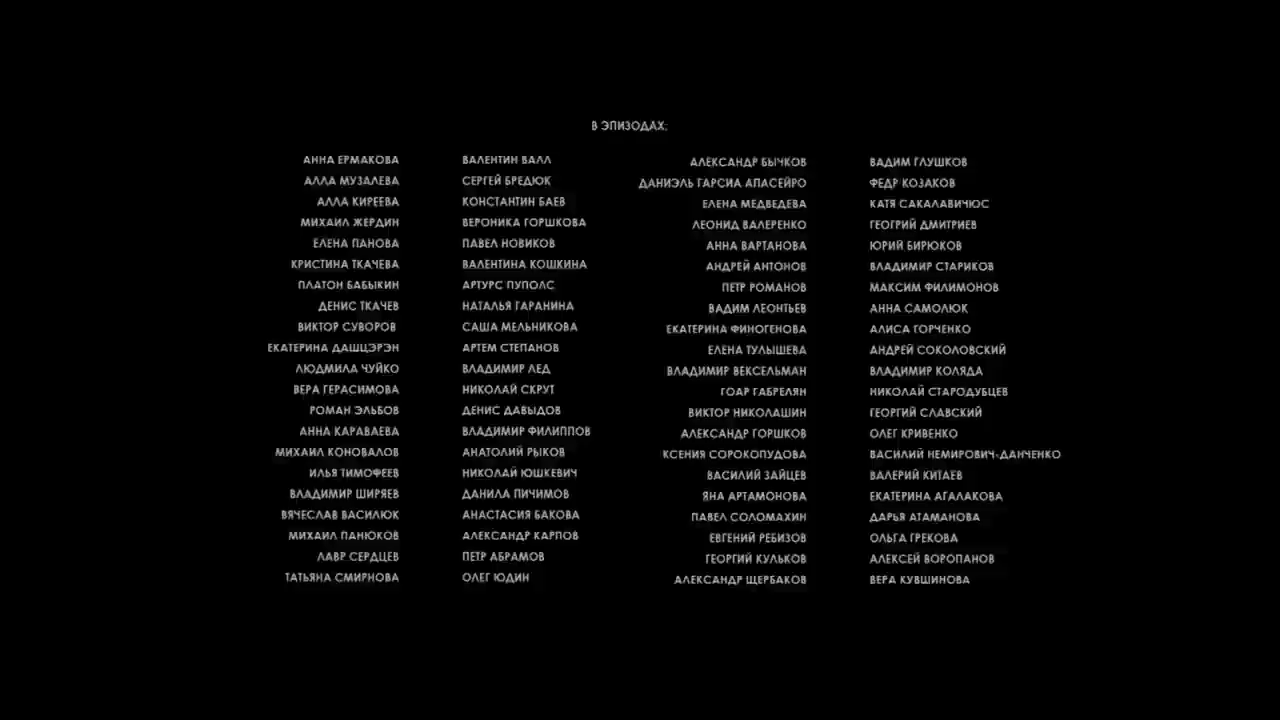 В ЭПИЗОДАХ:
АННА ЕРМАКОВА ВАЛЕНТИН ВАЛЛ АЛЕКСАНДР БЫЧКОВ ВАДИМ ГЛУШКОВ
АЛЛА МУЗАЛЕВА СЕРГЕЙ БРЕДЮК ДАНИЭЛЬ ГАРСИА АПАСЕЙРО ФЕДР КОЗАКОВ
АЛЛА КИРЕЕВА КОНСТАНТИН БАЕВ ЕЛЕНА МЕДВЕДЕВА КАТЯ САКАЛАВИЧЮС
МИХАИЛ ЖЕРДИН ВЕРОНИКА ГОРШКОВА ЛЕОНИД ВАЛЕРЕНКО ГЕОГРИЙ ДМИТРИЕВ
ЕЛЕНА ПАНОВА ПАВЕЛ НОВИКОВ АННА ВАРТАНОВА ЮРИЙ БИРЮКОВ
КРИСТИНА ТКАЧЕВА ВАЛЕНТИНА КОШКИНА АНДРЕЙ АНТОНОВ ВЛАДИМИР СТАРИКОВ
ПЛАТОН БАБЫКИН АРТУРС ПУПОЛС ПЕТР РОМАНОВ МАКСИМ ФИЛИМОНОВ
ДЕНИС ТКАЧЕВ НАТАЛЬЯ ГАРАНИНА ВАДИМ ЛЕОНТЬЕВ АННА САМОЛЮК
ВИКТОР СУВОРОВ САША МЕЛЬНИКОВА ЕКАТЕРИНА ФИНОГЕНОВА АЛИСА ГОРЧЕНКО
ЕКАТЕРИНА ДАШЦЭРЭН АРТЕМ СТЕПАНОВ ЕЛЕНА ТУЛЫШЕВА АНДРЕЙ СОКОЛОВСКИЙ
ЛЮДМИЛА ЧУЙКО ВЛАДИМИР ЛЕД ВЛАДИМИР ВЕКСЕЛЬМАН ВЛАДИМИР КОЛЯДА
ВЕРА ГЕРАСИМОВА НИКОЛАЙ СКРУТ ГОАР ГАБРЕЛЯН НИКОЛАЙ СТАРОДУБЦЕВ
РОМАН ЭЛЬБОВ ДЕНИС ДАВЫДОВ ВИКТОР НИКОЛАШИН ГЕОРГИЙ СЛАВСКИЙ
АННА КАРАВАЕВА ВЛАДИМИР ФИЛИППОВ АЛЕКСАНДР ГОРШКОВ ОЛЕГ КРИВЕНКО
МИХАИЛ КОНОВАЛОВ АНАТОЛИЙ РЫКОВ КСЕНИЯ СОРОКОПУДОВА ВАСИЛИЙ НЕМИРОВИЧ-ДАНЧЕНКО
ИЛЬЯ ТИМОФЕЕВ НИКОЛАЙ ЮШКЕВИЧ ВАСИЛИЙ ЗАЙЦЕВ ВАЛЕРИЙ КИТАЕВ
ВЛАДИМИР ШИРЯЕВ ДАНИЛА ПИЧИМОВ ЯНА АРТАМОНОВА ЕКАТЕРИНА АГАЛАКОВА
ВЯЧЕСЛАВ ВАСИЛЮК АНАСТАСИЯ БАКОВА ПАВЕЛ СОЛОМАХИН ДАРЬЯ АТАМАНОВА
МИХАИЛ ПАНЮКОВ АЛЕКСАНДР КАРПОВ ЕВГЕНИЙ РЕБИЗОВ ОЛЬГА ГРЕКОВА
ЛАВР СЕРДЦЕВ ПЕТР АБРАМОВ ГЕОРГИЙ КУЛЬКОВ АЛЕКСЕЙ ВОРОПАНОВ
ТАТЬЯНА СМИРНОВА ОЛЕГ ЮДИН АЛЕКСАНДР ЩЕРБАКОВ ВЕРА КУВШИНОВА